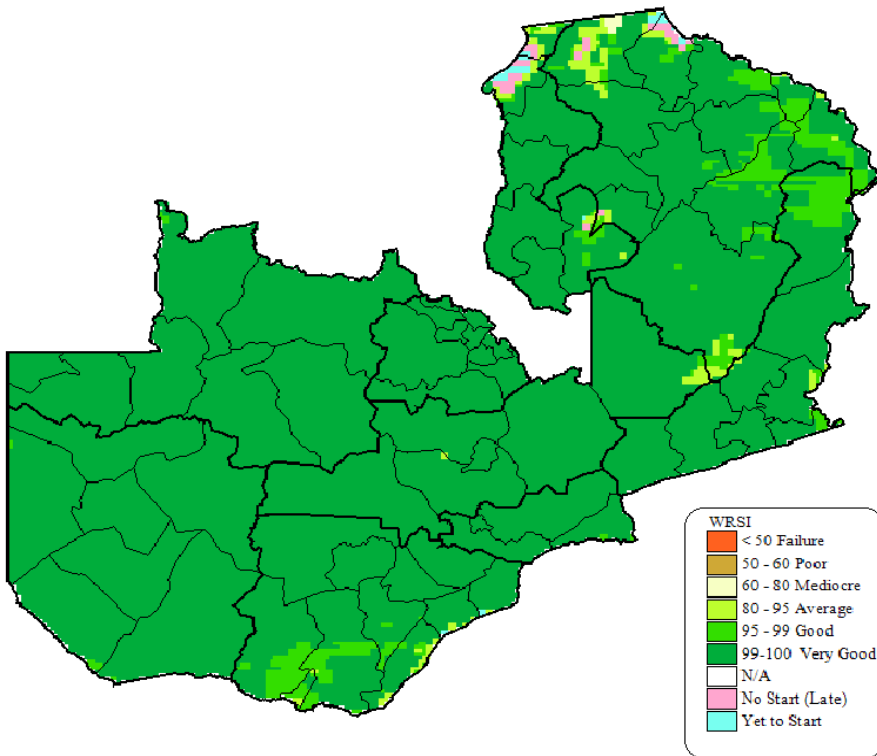 WRSI
< 50 Failure
50 - 60 Poor
60 - 80 Mediocre
80 - 95 Average
95 - 99 Good
99-100 Very Good
N/A
No Start (Late)
Yet to Start